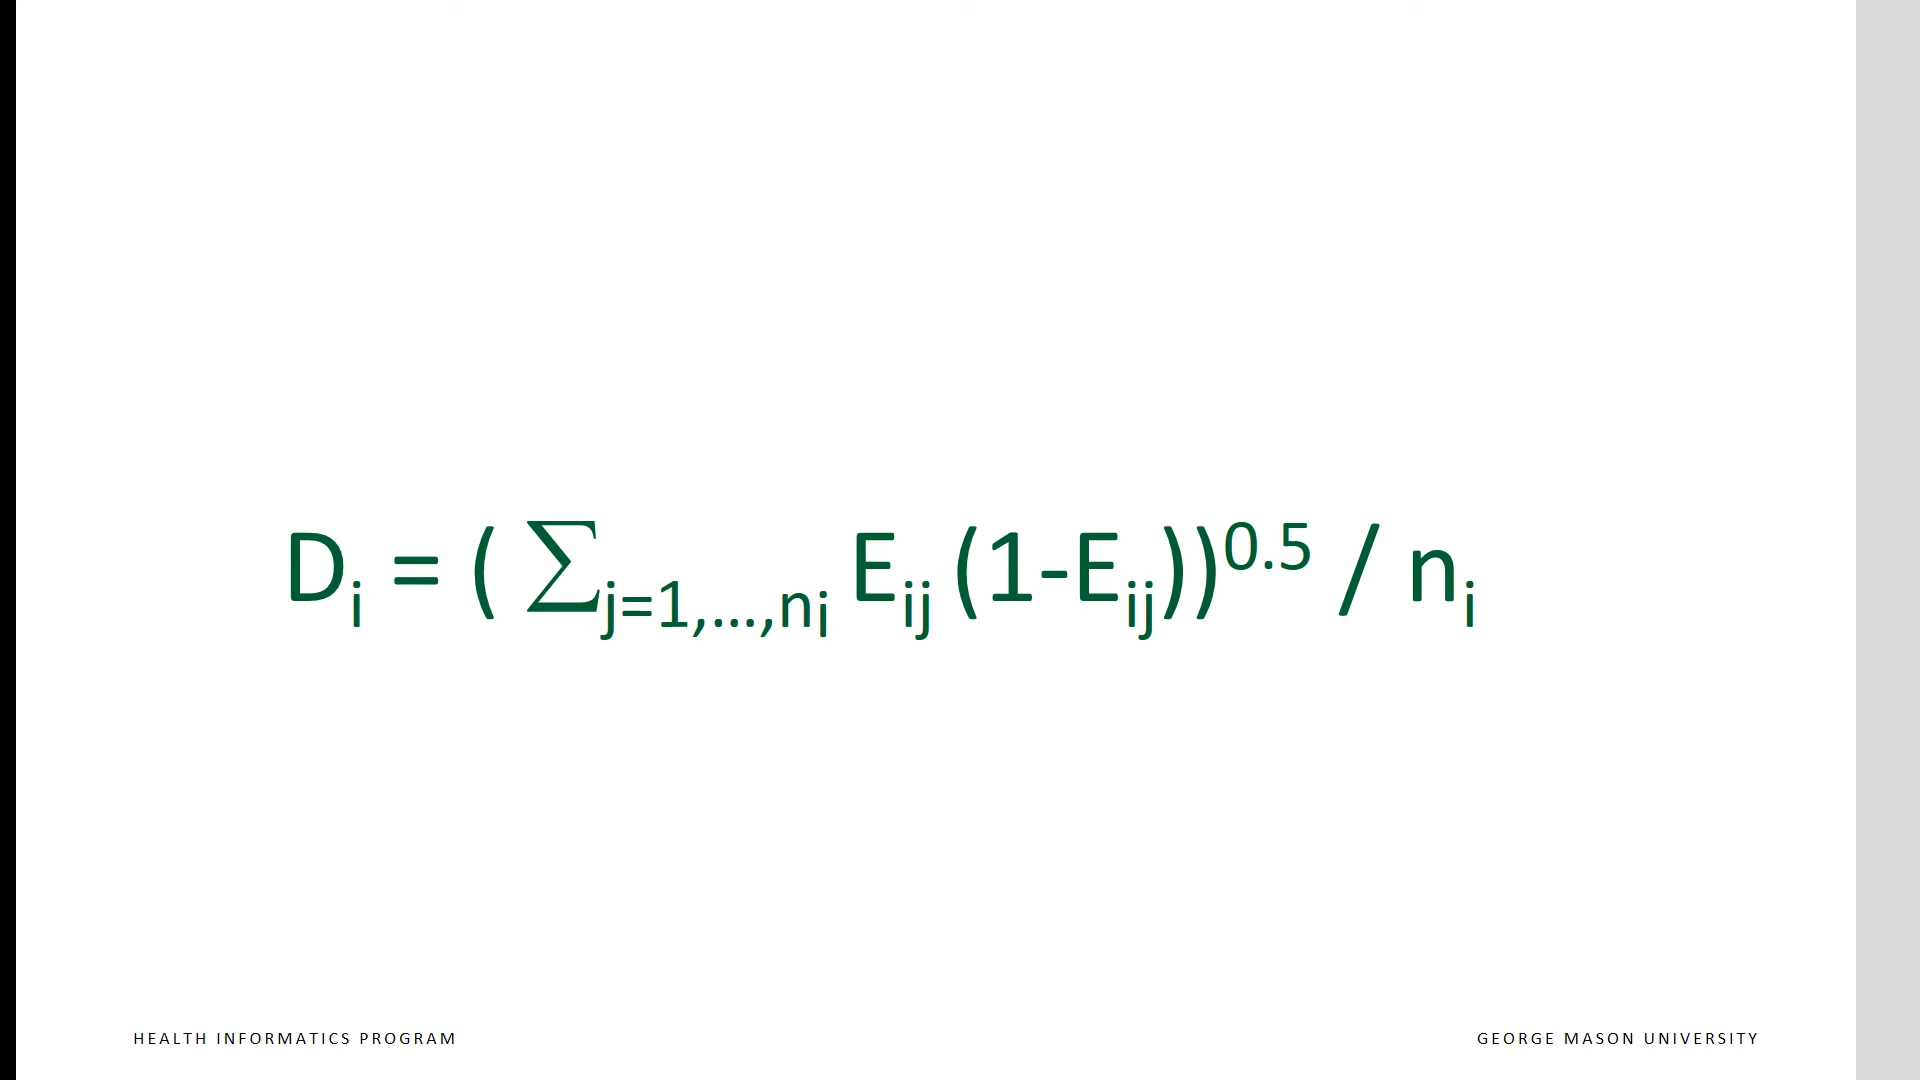 Dᵢ = ( ∑j=1,…,nᵢ Eᵢⱼ (1-Eᵢⱼ))⁰·⁵ / nᵢ
HEALTH INFORMATICS PROGRAM
GEORGE MASON UNIVERSITY